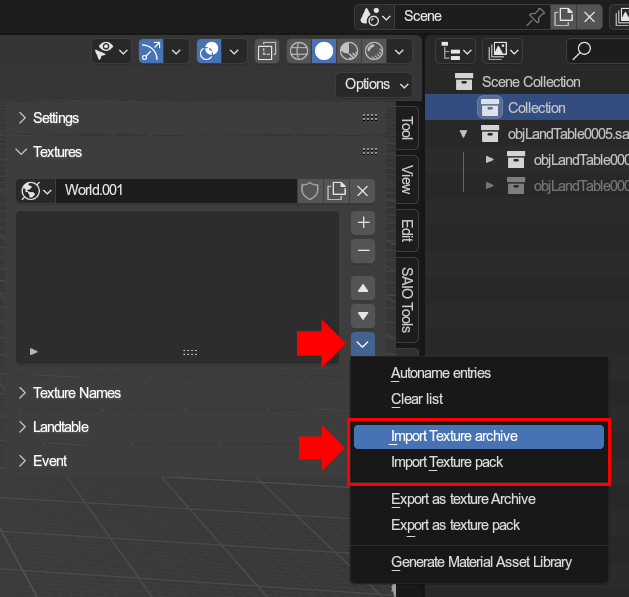 Scene
Options
Scene Collection
Collection
objLandTable0005.sa
objLandTable000
objLandTable000
Settings
Textures
World.001
Tool
View
Edit
SAIO Tools
Texture Names
Landtable
Event
Autoname entries
Clear list
Import Texture archive
Import Texture pack
Export as texture Archive
Export as texture pack
Generate Material Asset Library